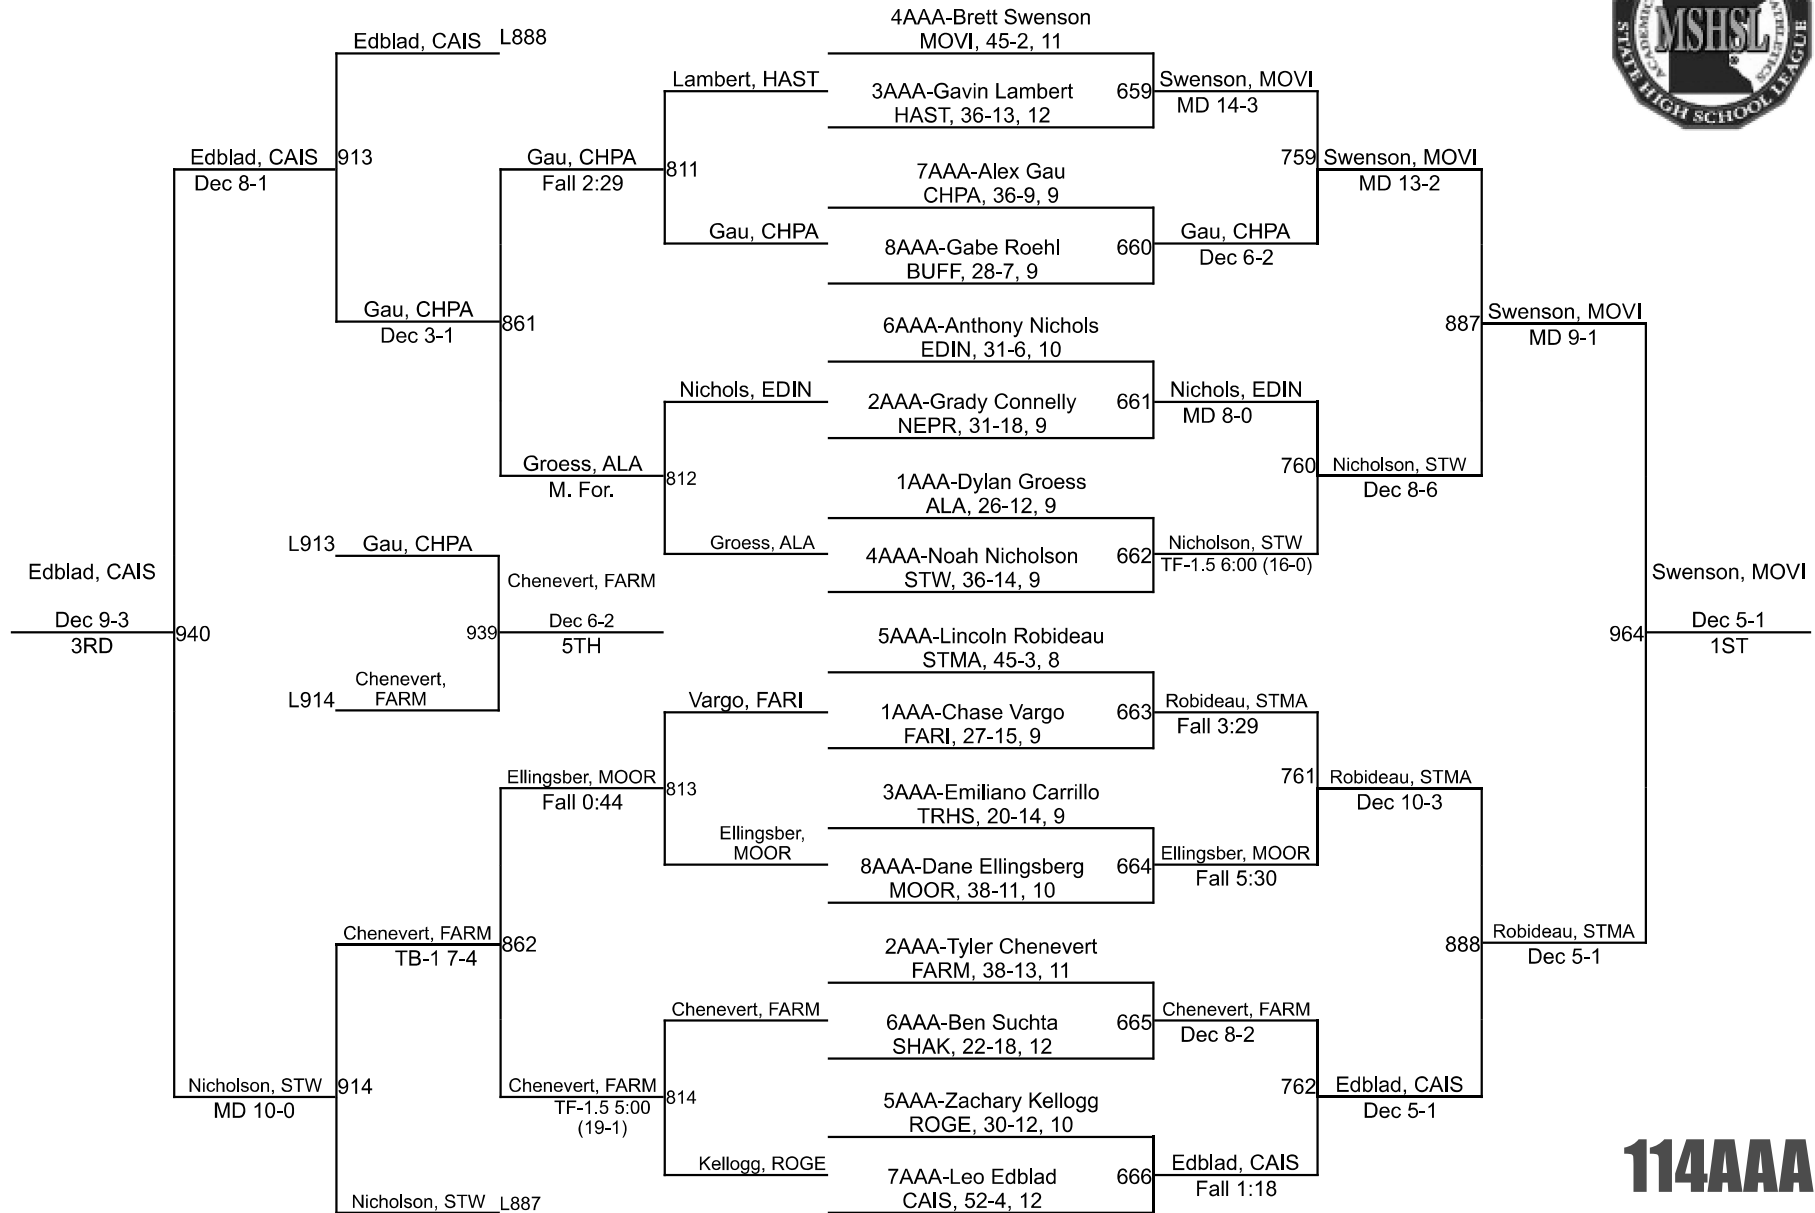 4AAA-Brett Swenson
MOVI, 45-2, 11
Edblad, CAIS L888
Lambert, HAST
3AAA-Gavin Lambert
HAST, 36-13, 12
659
Swenson, MOVI
MD 14-3
MSHSL
STATE HIGH SCHOOL LEAGUE
Edblad, CAIS
Dec 8-1
913
Gau, CHPA
Fall 2:29
811
7AAA-Alex Gau
CHPA, 36-9, 9
759
Swenson, MOVI
MD 13-2
Gau, CHPA
8AAA-Gabe Roehl
BUFF, 28-7, 9
660
Gau, CHPA
Dec 6-2
Gau, CHPA
Dec 3-1
861
6AAA-Anthony Nichols
EDIN, 31-6, 10
887
Swenson, MOVI
MD 9-1
Nichols, EDIN
2AAA-Grady Connelly
NEPR, 31-18, 9
661
Nichols, EDIN
MD 8-0
Groess, ALA
M. For.
812
1AAA-Dylan Groess
ALA, 26-12, 9
760
Nicholson, STW
Dec 8-6
L913
Gau, CHPA
Groess, ALA
4AAA-Noah Nicholson
STW, 36-14, 9
662
Nicholson, STW
TF-1.5 6:00 (16-0)
Edblad, CAIS
Dec 9-3
3RD
940
939
Chenevert, FARM
Dec 6-2
5TH
5AAA-Lincoln Robideau
STMA, 45-3, 8
964
Swenson, MOVI
Dec 5-1
1ST
L914
Chenevert,
FARM
Vargo, FARI
1AAA-Chase Vargo
FARI, 27-15, 9
663
Robideau, STMA
Fall 3:29
Ellingsber, MOOR
Fall 0:44
813
3AAA-Emiliano Carrillo
TRHS, 20-14, 9
761
Robideau, STMA
Dec 10-3
Ellingsber,
MOOR
8AAA-Dane Ellingsberg
MOOR, 38-11, 10
664
Ellingsber, MOOR
Fall 5:30
Chenevert, FARM
TB-1 7-4
862
2AAA-Tyler Chenevert
FARM, 38-13, 11
888
Robideau, STMA
Dec 5-1
Chenevert, FARM
6AAA-Ben Suchta
SHAK, 22-18, 12
665
Chenevert, FARM
Dec 8-2
Nicholson, STW
MD 10-0
914
Chenevert, FARM
TF-1.5 5:00
(19-1)
814
5AAA-Zachary Kellogg
ROGE, 30-12, 10
762
Edblad, CAIS
Dec 5-1
Kellogg, ROGE
7AAA-Leo Edblad
CAIS, 52-4, 12
666
Edblad, CAIS
Fall 1:18
Nicholson, STW L887
114AAA